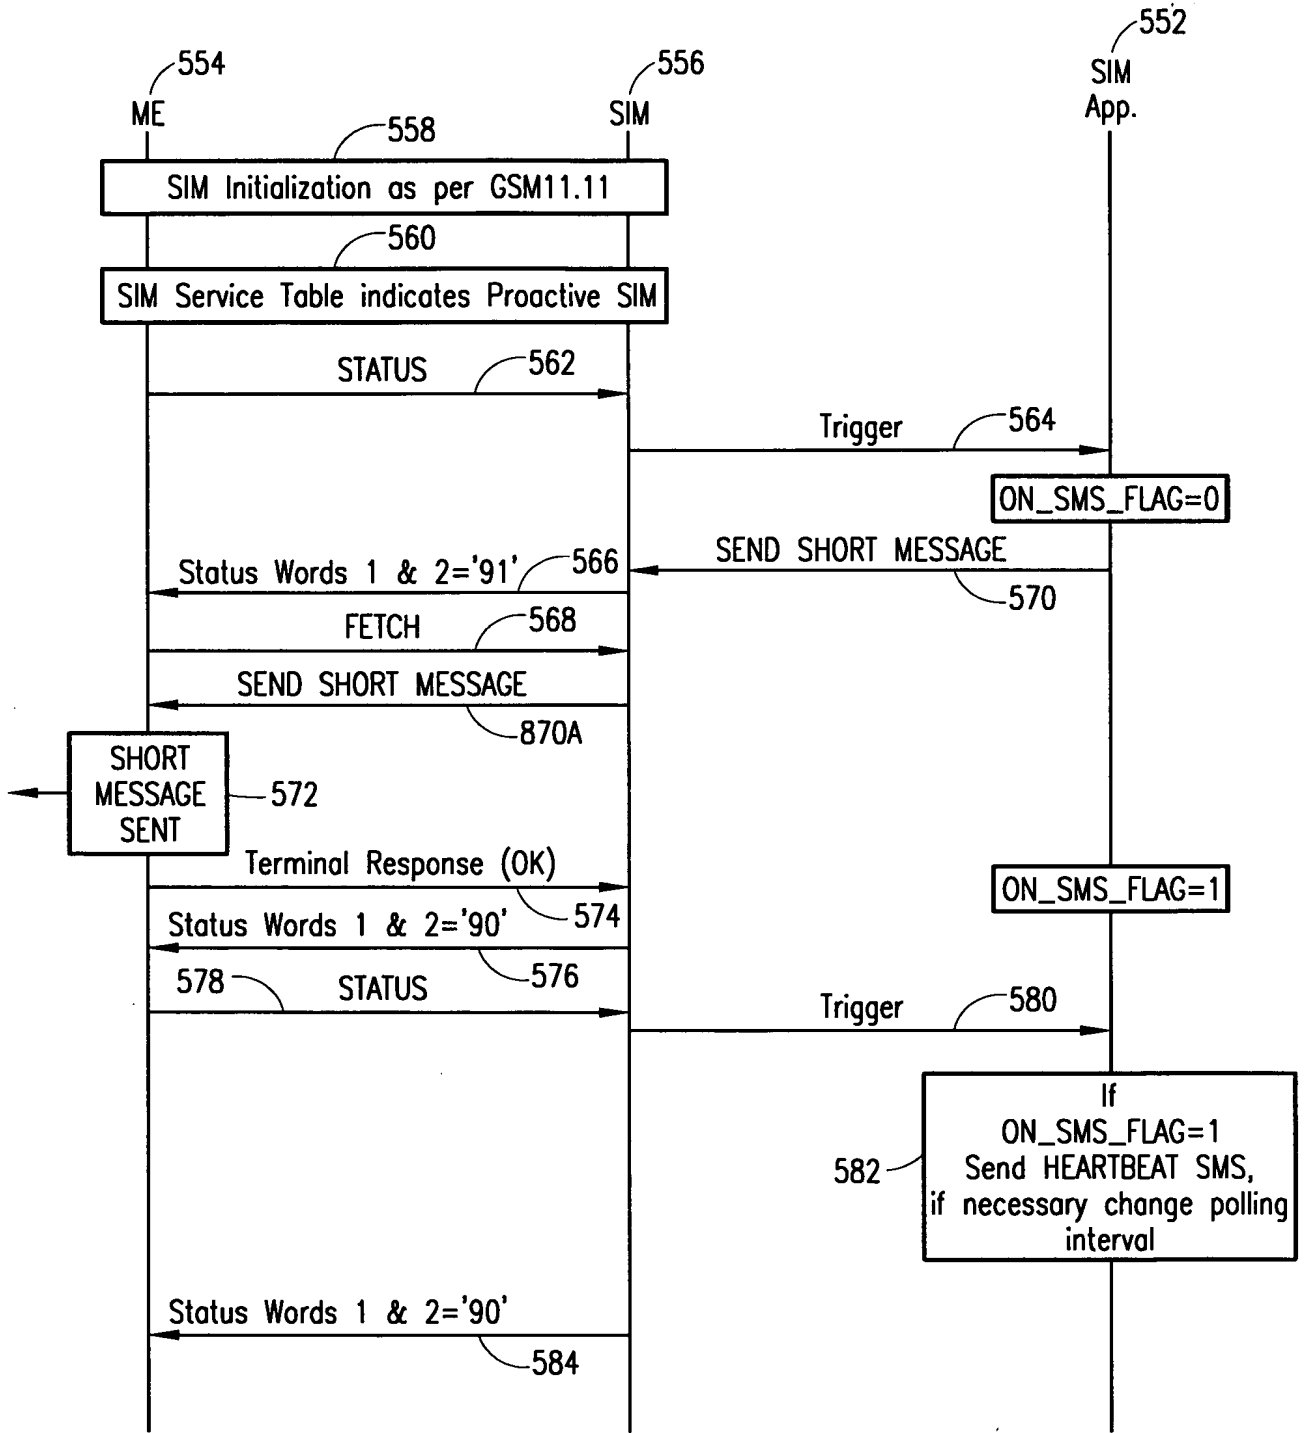 552
554
556
SIM
App.
ME
SIM
558
SIM Initialization as per GSM11.11
560
SIM Service Table indicates Proactive SIM
STATUS
562
Trigger
564
ON_SMS_FLAG=0
SEND SHORT MESSAGE
570
Status Words 1 & 2='91'
566
FETCH
568
SEND SHORT MESSAGE
870A
SHORT
MESSAGE
SENT
572
Terminal Response (OK)
574
ON_SMS_FLAG=1
Status Words 1 & 2='90'
576
578
STATUS
Trigger
580
If
ON_SMS_FLAG=1
Send HEARTBEAT SMS,
if necessary change polling
interval
582
Status Words 1 & 2='90'
584